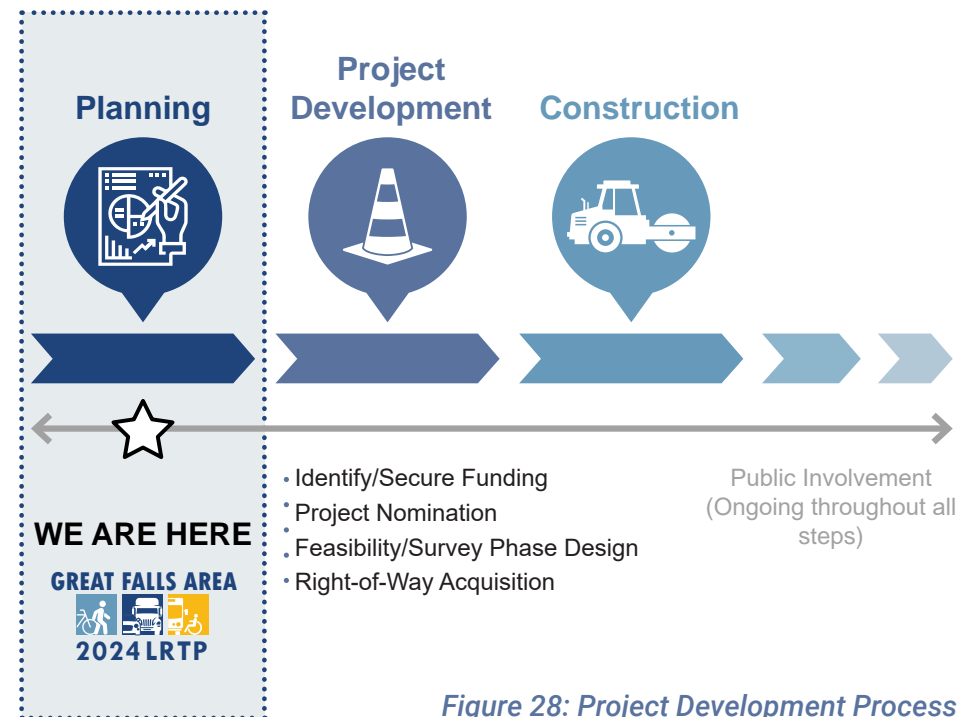 Planning
Project
Development
Construction
WE ARE HERE
GREAT FALLS AREA
2024 LRTP
Identify/Secure Funding
Project Nomination
Feasibility/Survey Phase Design
Right-of-Way Acquisition
Public Involvement
(Ongoing throughout all
steps)
Figure 28: Project Development Process